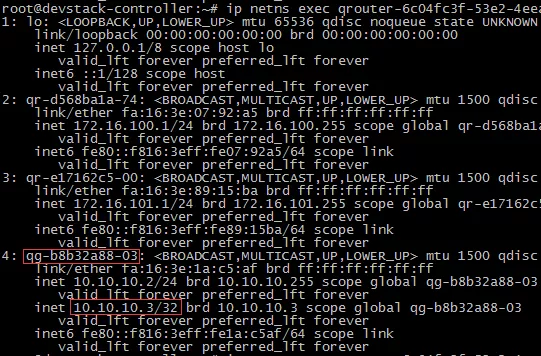 root@devstack-controller:~# ip netns exec qrouter-6c04fc3f-53e2-4eea
1: lo: <LOOPBACK,UP,LOWER_UP> mtu 65536 qdisc noqueue state UNKNOWN
link/loopback 00:00:00:00:00:00 brd 00:00:00:00:00:00
inet 127.0.0.1/8 scope host lo
valid_lft forever preferred_lft forever
inet6 ::1/128 scope host
valid_lft forever preferred_lft forever
2: qr-d568ba1a-74: <BROADCAST,MULTICAST,UP,LOWER_UP> mtu 1500 qdisc
link/ether fa:16:3e:07:92:a5 brd ff:ff:ff:ff:ff:ff
inet 172.16.100.1/24 brd 172.16.100.255 scope global qr-d568ba1a
valid_lft forever preferred_lft forever
inet6 fe80::f816:3eff:fe07:92a5/64 scope link
valid_lft forever preferred_lft forever
3: qr-e17162c5-00: <BROADCAST,MULTICAST,UP,LOWER_UP> mtu 1500 qdisc
link/ether fa:16:3e:89:15:ba brd ff:ff:ff:ff:ff:ff
inet 172.16.101.1/24 brd 172.16.101.255 scope global qr-e17162c5
valid_lft forever preferred_lft forever
inet6 fe80::f816:3eff:fe89:15ba/64 scope link
valid_lft forever preferred_lft forever
4: qg-b8b32a88-03: <BROADCAST,MULTICAST,UP,LOWER_UP> mtu 1500 qdisc
link/ether fa:16:3e:1a:c5:af brd ff:ff:ff:ff:ff:ff
inet 10.10.10.2/24 brd 10.10.10.255 scope global qg-b8b32a88-03
valid_lft forever preferred_lft forever
inet 10.10.10.3/32 brd 10.10.10.3 scope global qg-b8b32a88-03
valid_lft forever preferred_lft forever
inet6 fe80::f816:3eff:fe1a:c5af/64 scope link